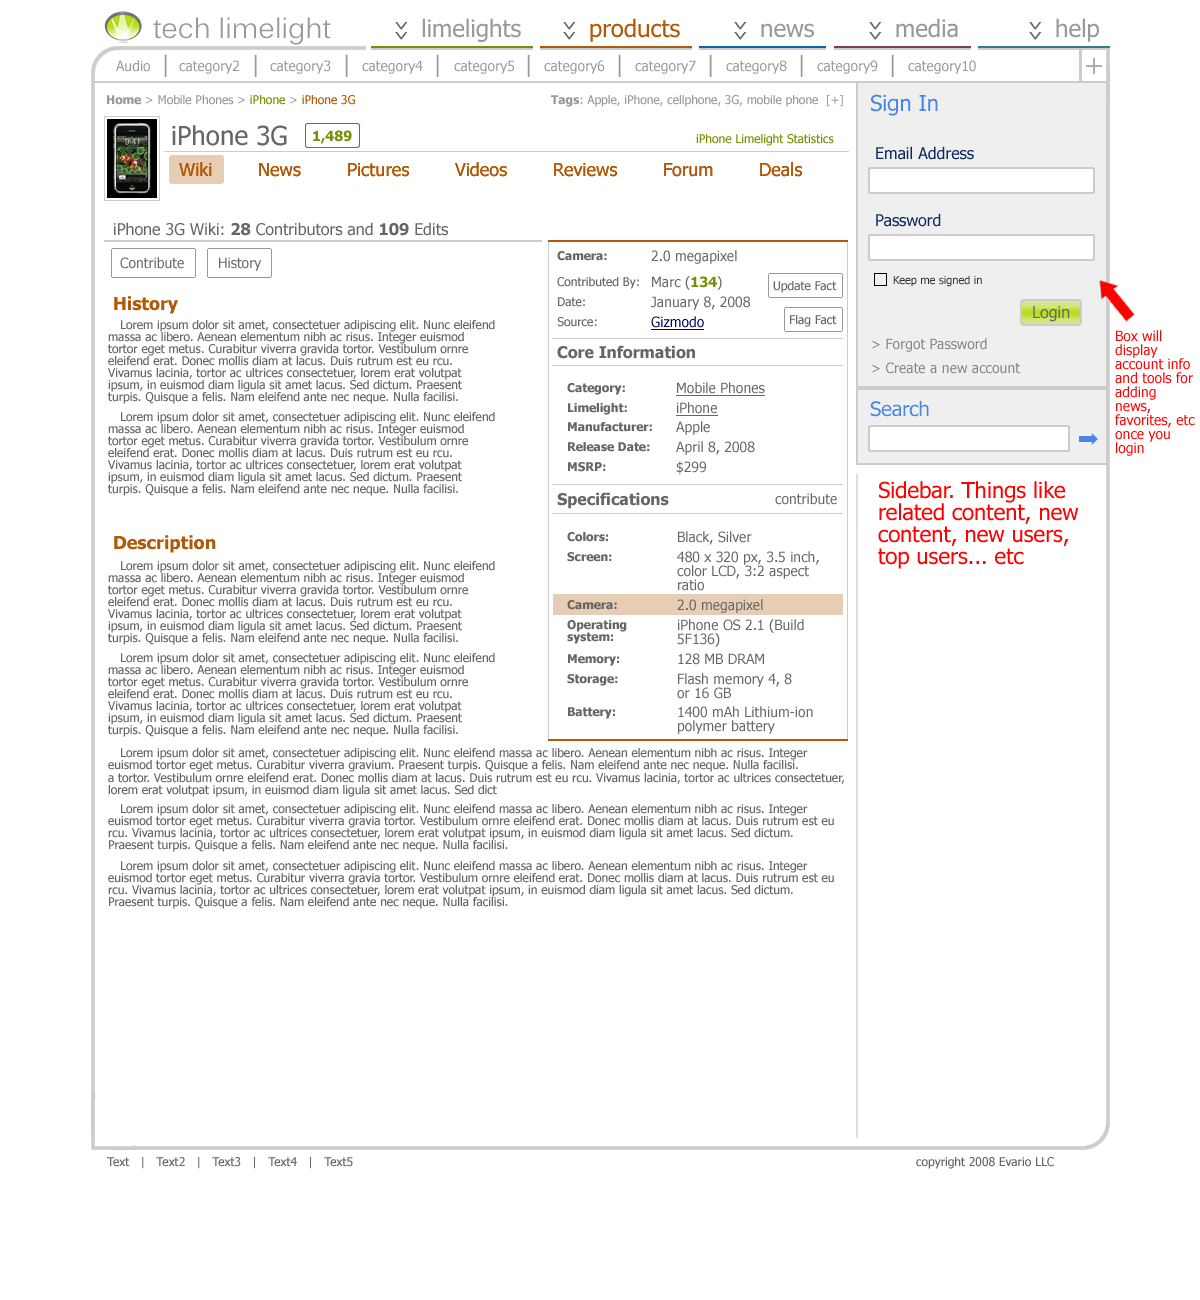 tech limelight
limelights products news media help
Audio category2 category3 category4 category5 category6 category7 category8 category9 category10
Home > Mobile Phones > iPhone > iPhone 3G
Tags: Apple, iPhone, cellphone, 3G, mobile phone [+]
9:41
iPhone 3G 1,489
iPhone Limelight Statistics
Wiki News Pictures Videos Reviews Forum Deals
iPhone 3G Wiki: 28 Contributors and 109 Edits
Contribute History
History
Lorem ipsum dolor sit amet, consectetuer adipiscing elit. Nunc eleifend
massa ac libero. Aenean elementum nibh ac risus. Integer euismod
tortor eget metus. Curabitur viverra gravida tortor. Vestibulum ornre
eleifend erat. Donec mollis diam at lacus. Duis rutrum est eu rcu.
Vivamus lacinia, tortor ac ultrices consectetuer, lorem erat volutpat
ipsum, in euismod diam ligula sit amet lacus. Sed dictum. Praesent
turpis. Quisque a felis. Nam eleifend ante nec neque. Nulla facilisi.
Lorem ipsum dolor sit amet, consectetuer adipiscing elit. Nunc eleifend
massa ac libero. Aenean elementum nibh ac risus. Integer euismod
tortor eget metus. Curabitur viverra gravida tortor. Vestibulum ornre
eleifend erat. Donec mollis diam at lacus. Duis rutrum est eu rcu.
Vivamus lacinia, tortor ac ultrices consectetuer, lorem erat volutpat
ipsum, in euismod diam ligula sit amet lacus. Sed dictum. Praesent
turpis. Quisque a felis. Nam eleifend ante nec neque. Nulla facilisi.
Description
Lorem ipsum dolor sit amet, consectetuer adipiscing elit. Nunc eleifend
massa ac libero. Aenean elementum nibh ac risus. Integer euismod
tortor eget metus. Curabitur viverra gravida tortor. Vestibulum ornre
eleifend erat. Donec mollis diam at lacus. Duis rutrum est eu rcu.
Vivamus lacinia, tortor ac ultrices consectetuer, lorem erat volutpat
ipsum, in euismod diam ligula sit amet lacus. Sed dictum. Praesent
turpis. Quisque a felis. Nam eleifend ante nec neque. Nulla facilisi.
Lorem ipsum dolor sit amet, consectetuer adipiscing elit. Nunc eleifend
massa ac libero. Aenean elementum nibh ac risus. Integer euismod
tortor eget metus. Curabitur viverra gravida tortor. Vestibulum ornre
eleifend erat. Donec mollis diam at lacus. Duis rutrum est eu rcu.
Vivamus lacinia, tortor ac ultrices consectetuer, lorem erat volutpat
ipsum, in euismod diam ligula sit amet lacus. Sed dictum. Praesent
turpis. Quisque a felis. Nam eleifend ante nec neque. Nulla facilisi.
Lorem ipsum dolor sit amet, consectetuer adipiscing elit. Nunc eleifend massa ac libero. Aenean elementum nibh ac risus. Integer
euismod tortor eget metus. Curabitur viverra gravium. Praesent turpis. Quisque a felis. Nam eleifend ante nec neque. Nulla facilisi.
a tortor. Vestibulum ornre eleifend erat. Donec mollis diam at lacus. Duis rutrum est eu rcu. Vivamus lacinia, tortor ac ultrices consectetuer,
lorem erat volutpat ipsum, in euismod diam ligula sit amet lacus. Sed dict
Lorem ipsum dolor sit amet, consectetuer adipiscing elit. Nunc eleifend massa ac libero. Aenean elementum nibh ac risus. Integer
euismod tortor eget metus. Curabitur viverra gravia tortor. Vestibulum ornre eleifend erat. Donec mollis diam at lacus. Duis rutrum est eu
rcu. Vivamus lacinia, tortor ac ultrices consectetuer, lorem erat volutpat ipsum, in euismod diam ligula sit amet lacus. Sed dictum.
Praesent turpis. Quisque a felis. Nam eleifend ante nec neque. Nulla facilisi.
Lorem ipsum dolor sit amet, consectetuer adipiscing elit. Nunc eleifend massa ac libero. Aenean elementum nibh ac risus. Integer
euismod tortor eget metus. Curabitur viverra gravia tortor. Vestibulum ornre eleifend erat. Donec mollis diam at lacus. Duis rutrum est eu
rcu. Vivamus lacinia, tortor ac ultrices consectetuer, lorem erat volutpat ipsum, in euismod diam ligula sit amet lacus. Sed dictum.
Praesent turpis. Quisque a felis. Nam eleifend ante nec neque. Nulla facilisi.
Camera: 2.0 megapixel
Contributed By: Marc (134) Update Fact
Date: January 8, 2008
Source: Gizmodo Flag Fact
Core Information
Category: Mobile Phones
Limelight: iPhone
Manufacturer: Apple
Release Date: April 8, 2008
MSRP: $299
Specifications contribute
Colors: Black, Silver
Screen: 480 x 320 px, 3.5 inch,
color LCD, 3:2 aspect
ratio
Camera: 2.0 megapixel
Operating iPhone OS 2.1 (Build
system: 5F136)
Memory: 128 MB DRAM
Storage: Flash memory 4, 8
or 16 GB
Battery: 1400 mAh Lithium-ion
polymer battery
Sign In
Email Address
Password
Keep me signed in
Login
> Forgot Password
> Create a new account
Search
Box will
display
account info
and tools for
adding
news,
favorites, etc
once you
login
Sidebar. Things like
related content, new
content, new users,
top users... etc
Text | Text2 | Text3 | Text4 | Text5
copyright 2008 Evario LLC